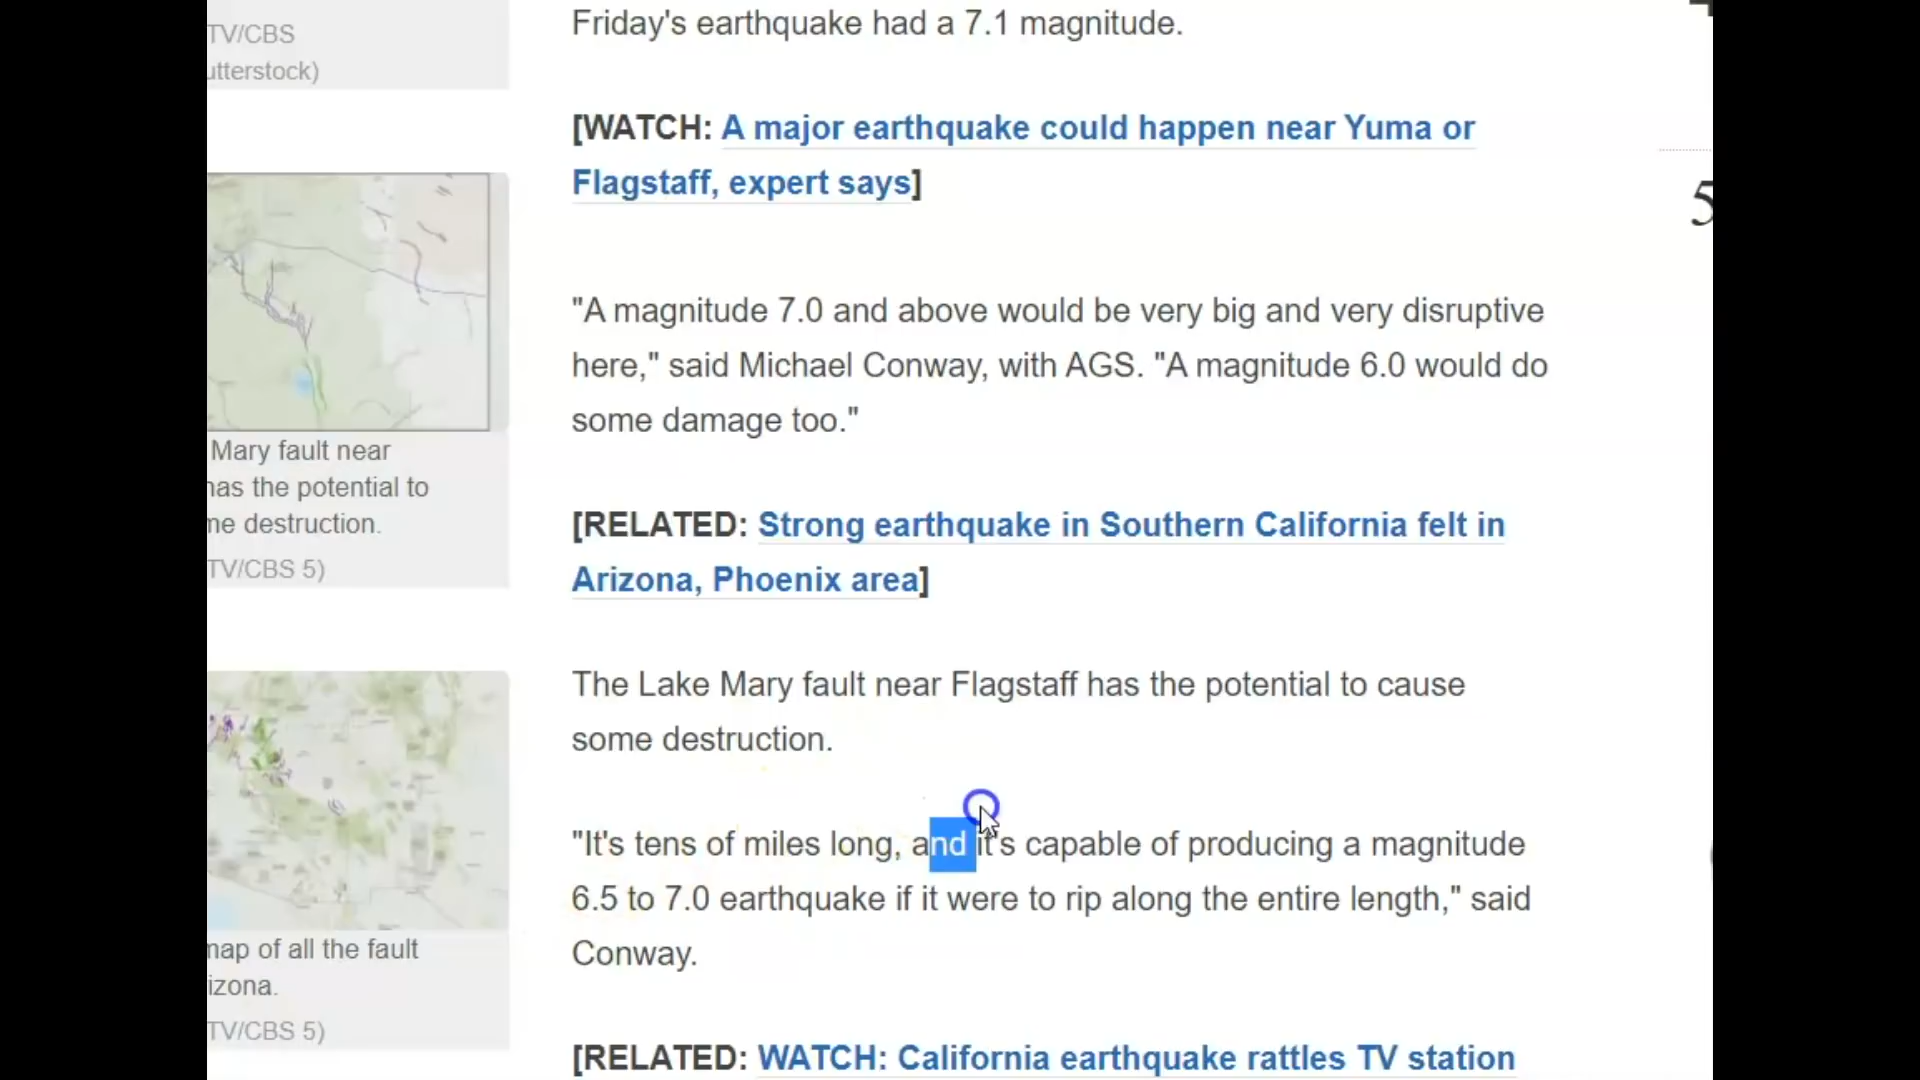 TV/CBS
utterstock)
Mary fault near
has the potential to
me destruction.
TV/CBS 5)
map of all the fault
izona.
TV/CBS 5)
Friday's earthquake had a 7.1 magnitude.
[WATCH: A major earthquake could happen near Yuma or
Flagstaff, expert says]
"A magnitude 7.0 and above would be very big and very disruptive
here," said Michael Conway, with AGS. "A magnitude 6.0 would do
some damage too."
[RELATED: Strong earthquake in Southern California felt in
Arizona, Phoenix area]
The Lake Mary fault near Flagstaff has the potential to cause
some destruction.
"It's tens of miles long, and it's capable of producing a magnitude
6.5 to 7.0 earthquake if it were to rip along the entire length," said
Conway.
[RELATED: WATCH: California earthquake rattles TV station
5